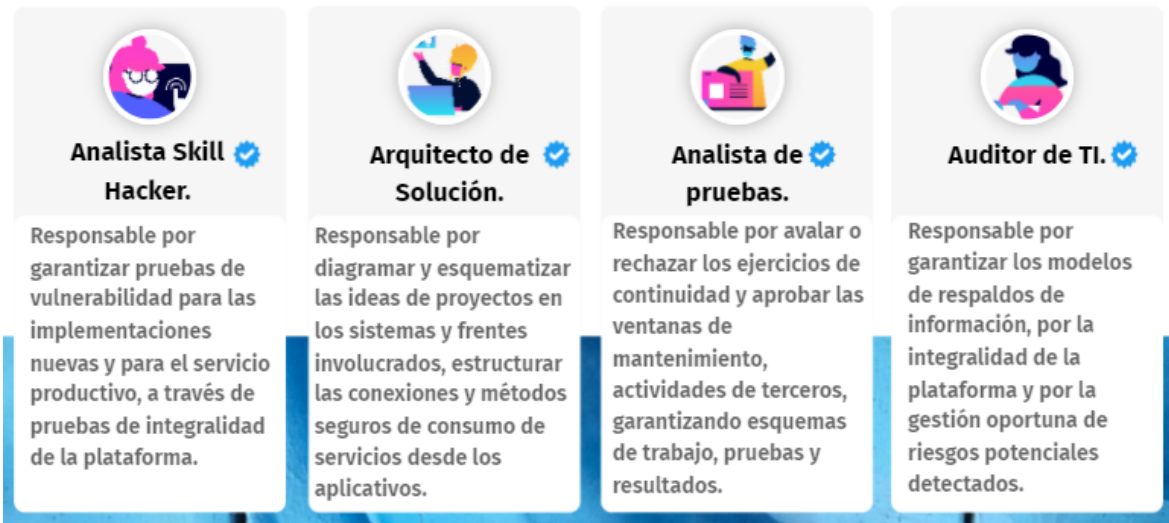 Analista Skill
Hacker.
Responsable por
garantizar pruebas de
vulnerabilidad para las
implementaciones
nuevas y para el servicio
productivo, a través de
pruebas de integralidad
de la plataforma.
Arquitecto de
Solución.
Responsable por
diagramar y esquematizar
las ideas de proyectos en
los sistemas y frentes
involucrados, estructurar
las conexiones y métodos
seguros de consumo de
servicios desde los
aplicativos.
Analista de
pruebas.
Responsable por avalar o
rechazar los ejercicios de
continuidad y aprobar las
ventanas de
mantenimiento,
actividades de terceros,
garantizando esquemas
de trabajo, pruebas y
resultados.
Auditor de TI.
Responsable por
garantizar los modelos
de respaldos de
información, por la
integralidad de la
plataforma y por la
gestión oportuna de
riesgos potenciales
detectados.